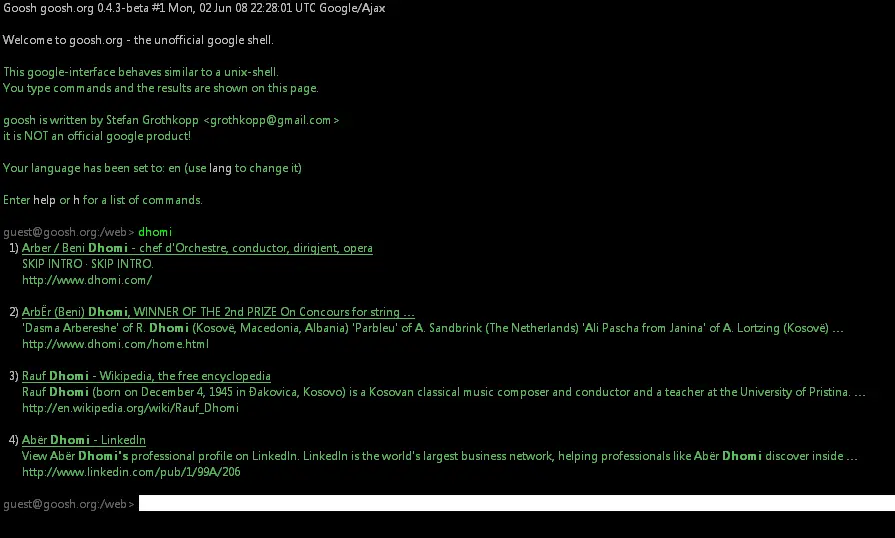 Goosh goosh.org 0.4.3-beta #1 Mon, 02 Jun 08 22:28:01 UTC Google/Ajax
Welcome to goosh.org - the unofficial google shell.
This google-interface behaves similar to a unix-shell.
You type commands and the results are shown on this page.
goosh is written by Stefan Grothkopp <grothkopp@gmail.com>
it is NOT an official google product!
Your language has been set to: en (use lang to change it)
Enter help or h for a list of commands.
guest@goosh.org:/web> dhomi
1) Arber / Beni Dhomi - chef d'Orchestre, conductor, dirigjent, opera
SKIP INTRO · SKIP INTRO.
http://www.dhomi.com/
2) ArbËr (Beni) Dhomi, WINNER OF THE 2nd PRIZE On Concours for string ...
'Dasma Arbereshe' of R. Dhomi (Kosovë, Macedonia, Albania) 'Parbleu' of A. Sandbrink (The Netherlands) 'Ali Pascha from Janina' of A. Lortzing (Kosovë) ...
http://www.dhomi.com/home.html
3) Rauf Dhomi - Wikipedia, the free encyclopedia
Rauf Dhomi (born on December 4, 1945 in Đakovica, Kosovo) is a Kosovan classical music composer and conductor and a teacher at the University of Pristina. ...
http://en.wikipedia.org/wiki/Rauf_Dhomi
4) Abër Dhomi - LinkedIn
View Abër Dhomi's professional profile on LinkedIn. LinkedIn is the world's largest business network, helping professionals like Abër Dhomi discover inside ...
http://www.linkedin.com/pub/1/99A/206
guest@goosh.org:/web>